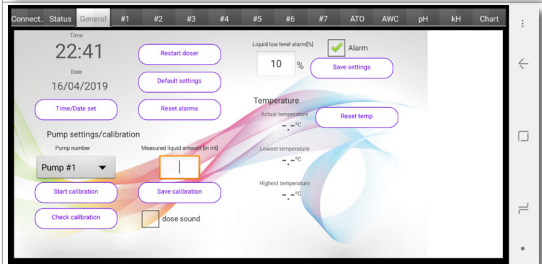 Connect.. Status General #1 #2 #3 #4 #5 #6 #7 ATO AWC pH kH Chart
Time
22:41
Date
16/04/2019
Time/Date set
Restart doser
Default settings
Reset alarms
Liquid low level alarm[%]
10 %
Alarm
Save settings
Temperature
Actual temperature
-.-°C
Reset temp
Lowest temperature
-.-°C
Highest temperature
-.-°C
Pump settings/calibration
Pump number
Pump #1
Measured liquid amount [in ml]
Start calibration
Save calibration
Check calibration
dose sound